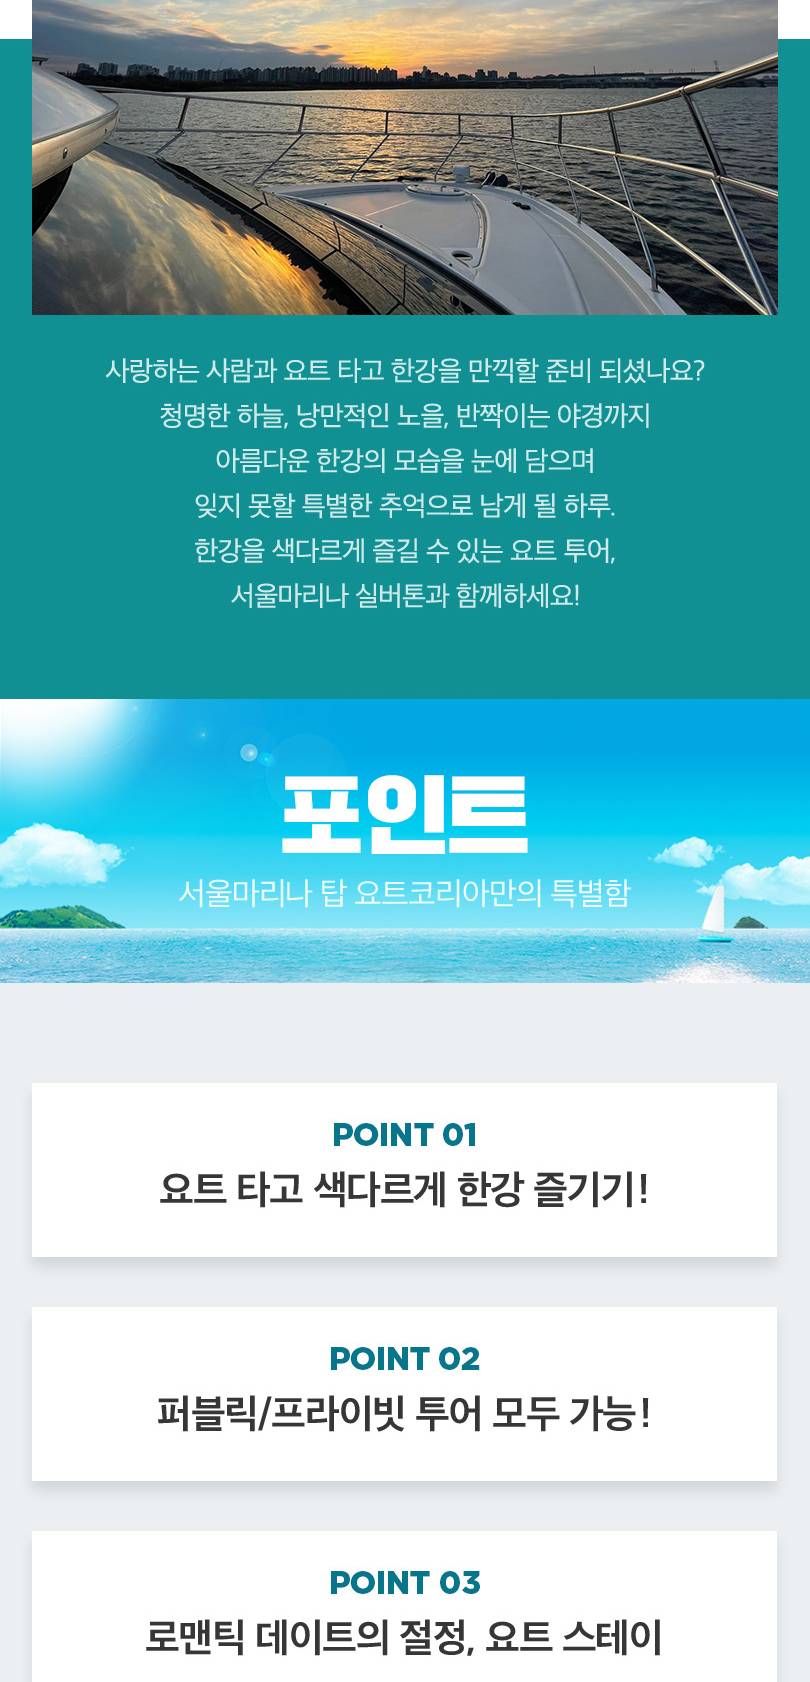 사랑하는 사람과 요트 타고 한강을 만끽할 준비 되셨나요?
청명한 하늘, 낭만적인 노을, 반짝이는 야경까지
아름다운 한강의 모습을 눈에 담으며
잊지 못할 특별한 추억으로 남게 될 하루.
한강을 색다르게 즐길 수 있는 요트 투어,
서울마리나 실버톤과 함께하세요!
포인트
서울마리나 탑 요트코리아만의 특별함
POINT 01
요트 타고 색다르게 한강 즐기기!
POINT 02
퍼블릭/프라이빗 투어 모두 가능!
POINT 03
로맨틱 데이트의 절정, 요트 스테이